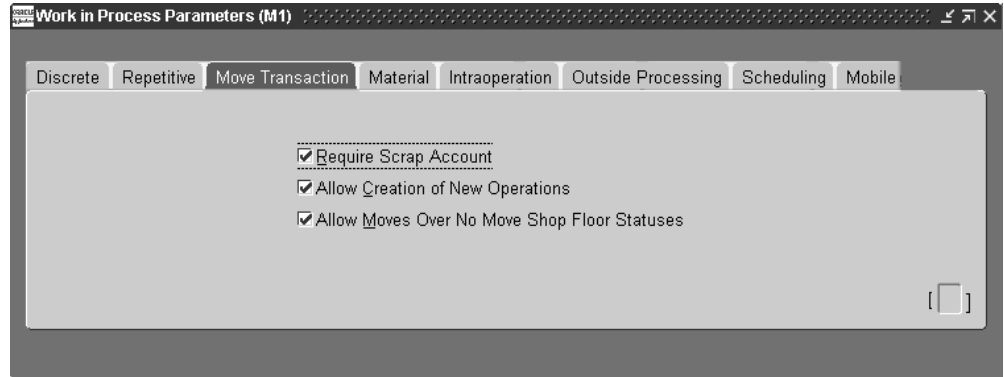 Work in Process Parameters (M1)
Discrete Repetitive Move Transaction Material Intraoperation Outside Processing Scheduling Mobile
Require Scrap Account
Allow Creation of New Operations
Allow Moves Over No Move Shop Floor Statuses
[ ]